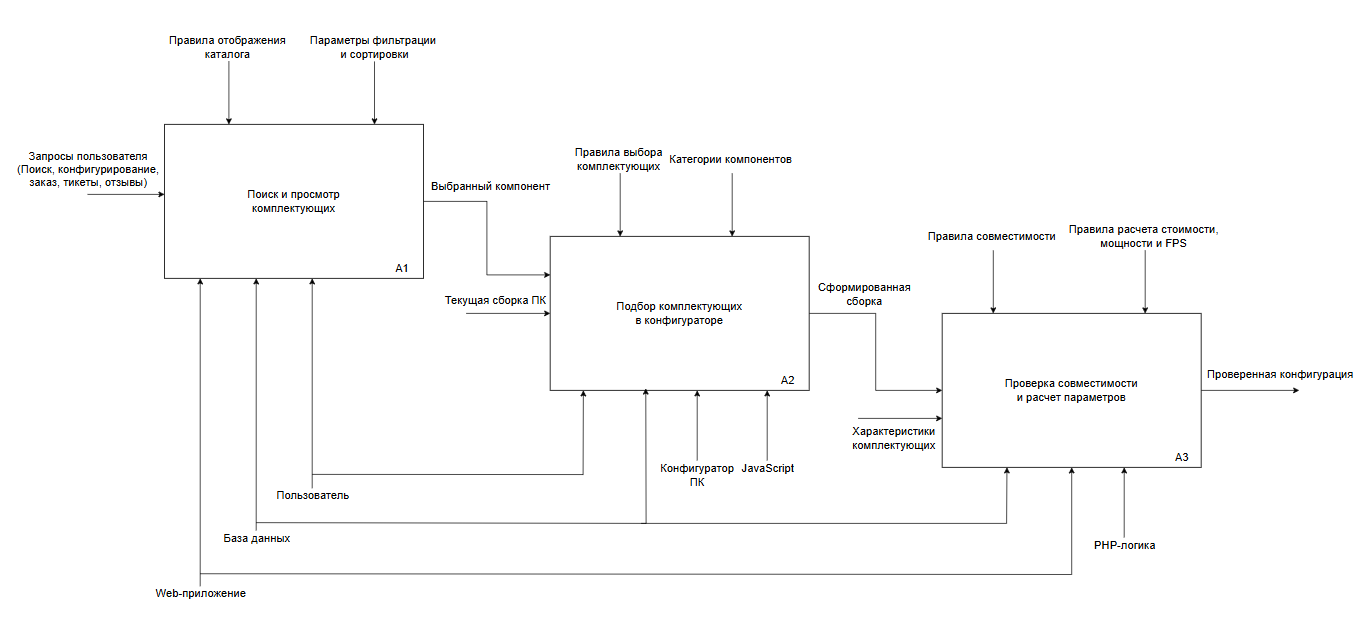 Правила отображения
каталога
Параметры фильтрации
и сортировки
Запросы пользователя
(Поиск, конфигурирование,
заказ, тикеты, отзывы)
Поиск и просмотр
комплектующих
A1
Выбранный компонент
Правила выбора
комплектующих
Категории компонентов
Текущая сборка ПК
Подбор комплектующих
в конфигураторе
A2
Сформированная
сборка
Правила совместимости
Правила расчета стоимости,
мощности и FPS
Проверка совместимости
и расчет параметров
A3
Проверенная конфигурация
Характеристики
комплектующих
Конфигуратор
ПК
JavaScript
Пользователь
База данных
PHP-логика
Web-приложение